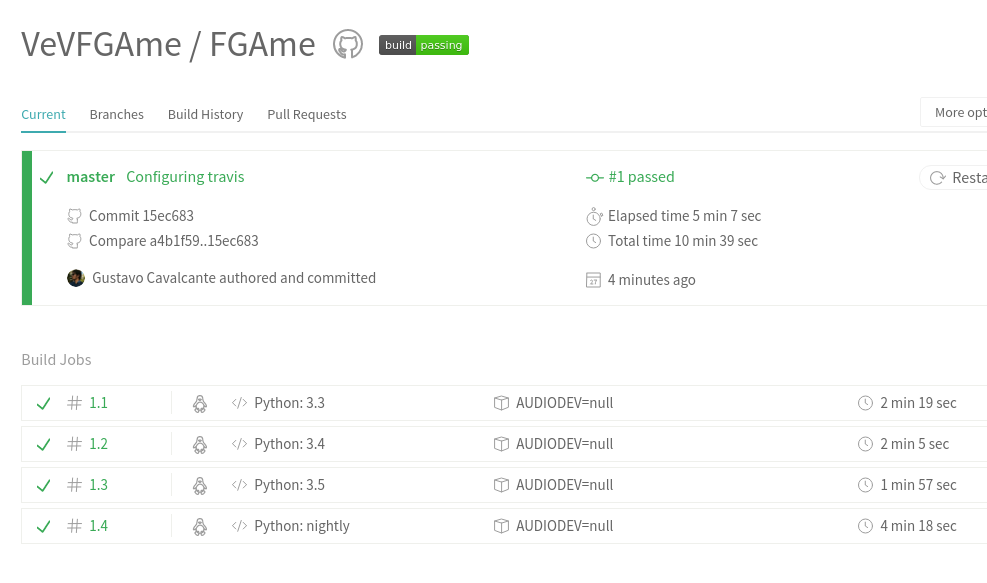 VeVFGAme / FGAme build passing
Current Branches Build History Pull Requests More opt
master Configuring travis #1 passed Resta
Commit 15ec683 Elapsed time 5 min 7 sec
Compare a4b1f59..15ec683 Total time 10 min 39 sec
Gustavo Cavalcante authored and committed 27 4 minutes ago
Build Jobs
# 1.1 </> Python: 3.3 AUDIODEV=null 2 min 19 sec
# 1.2 </> Python: 3.4 AUDIODEV=null 2 min 5 sec
# 1.3 </> Python: 3.5 AUDIODEV=null 1 min 57 sec
# 1.4 </> Python: nightly AUDIODEV=null 4 min 18 sec